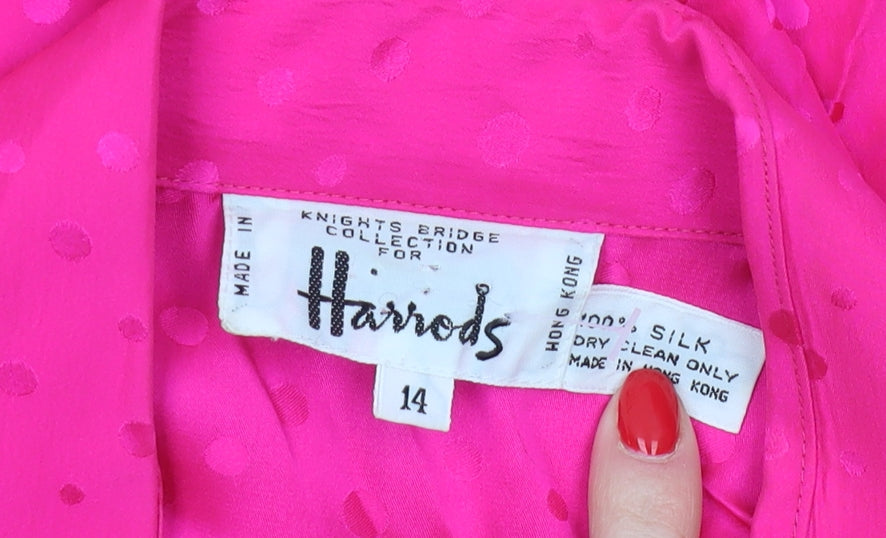 MADE IN
KNIGHTS BRIDGE
COLLECTION
FOR
Harrods
HONG KONG
14
100% SILK
DRY CLEAN ONLY
MADE IN HONG KONG